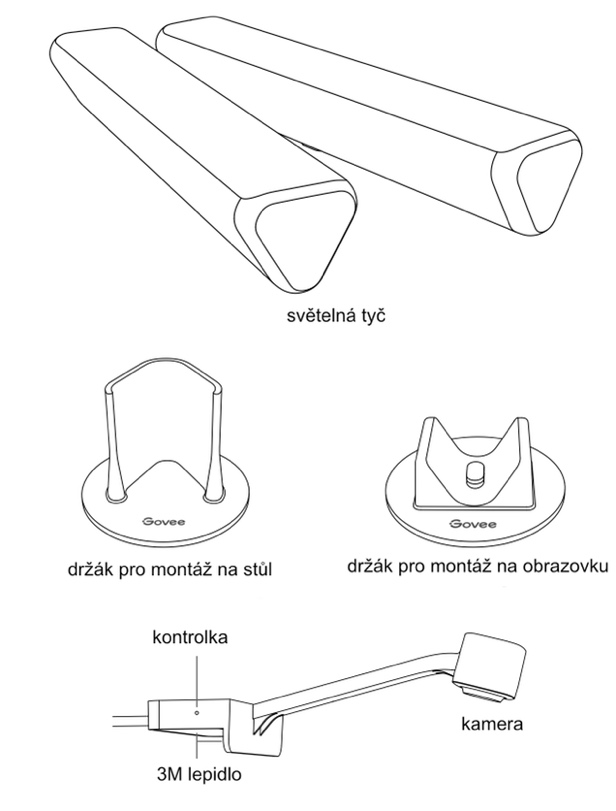 světelná tyč
Govee
Govee
držák pro montáž na stůl
držák pro montáž na obrazovku
kontrolka
kamera
3M lepidlo